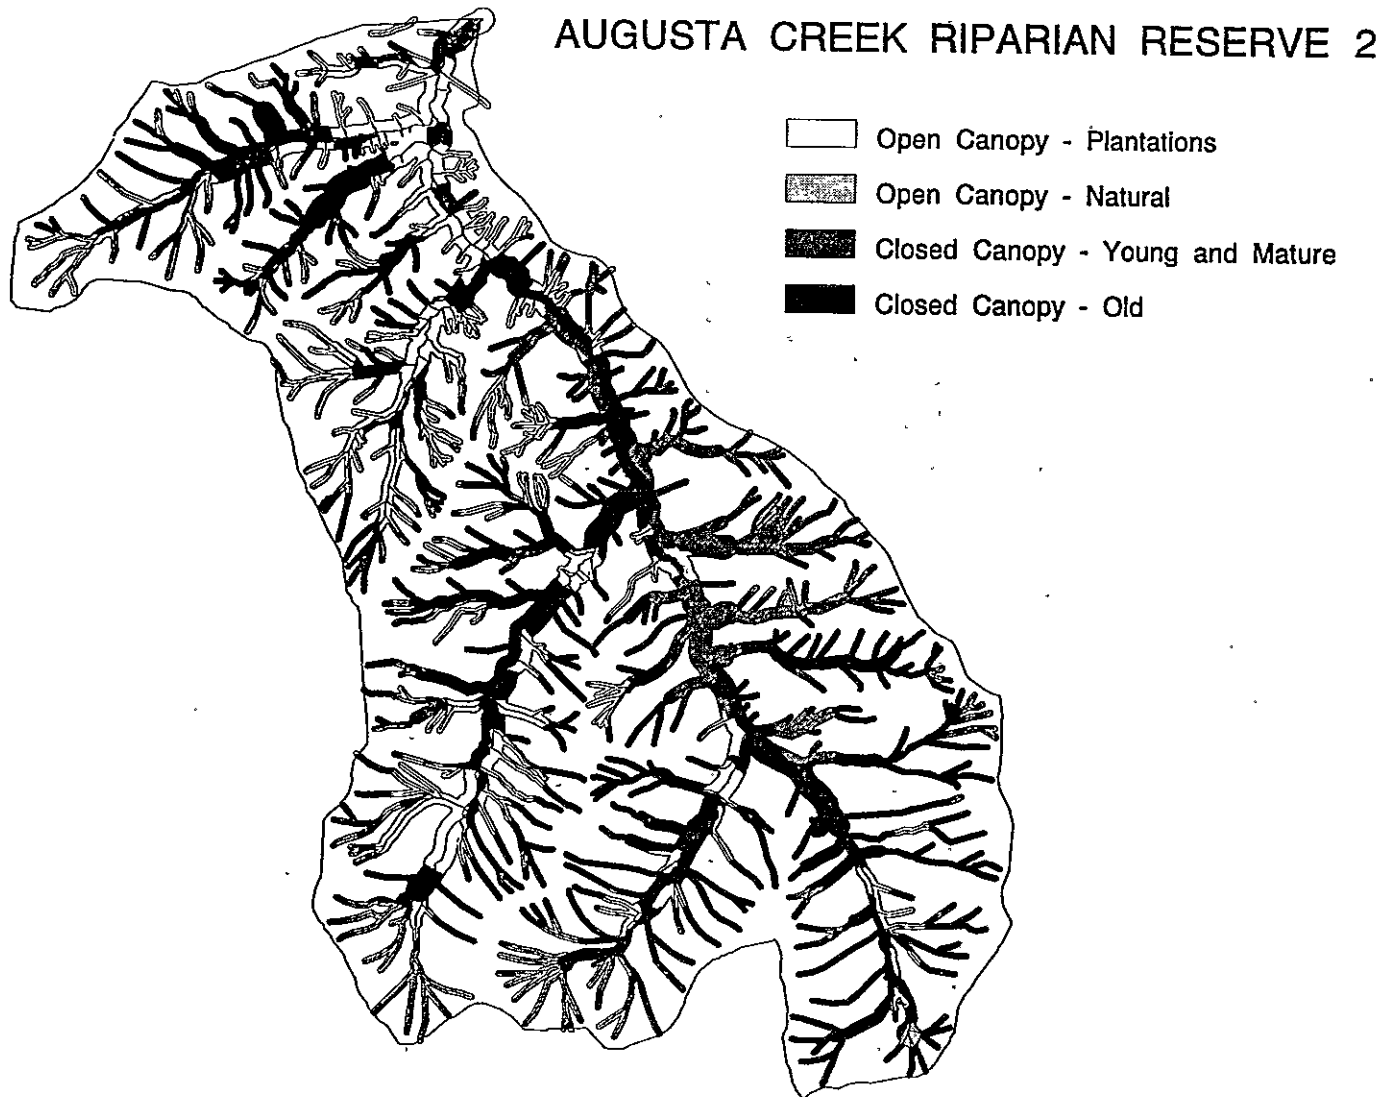 AUGUSTA CREEK RIPARIAN RESERVE 2
Open Canopy - Plantations
Open Canopy - Natural
Closed Canopy - Young and Mature
Closed Canopy - Old